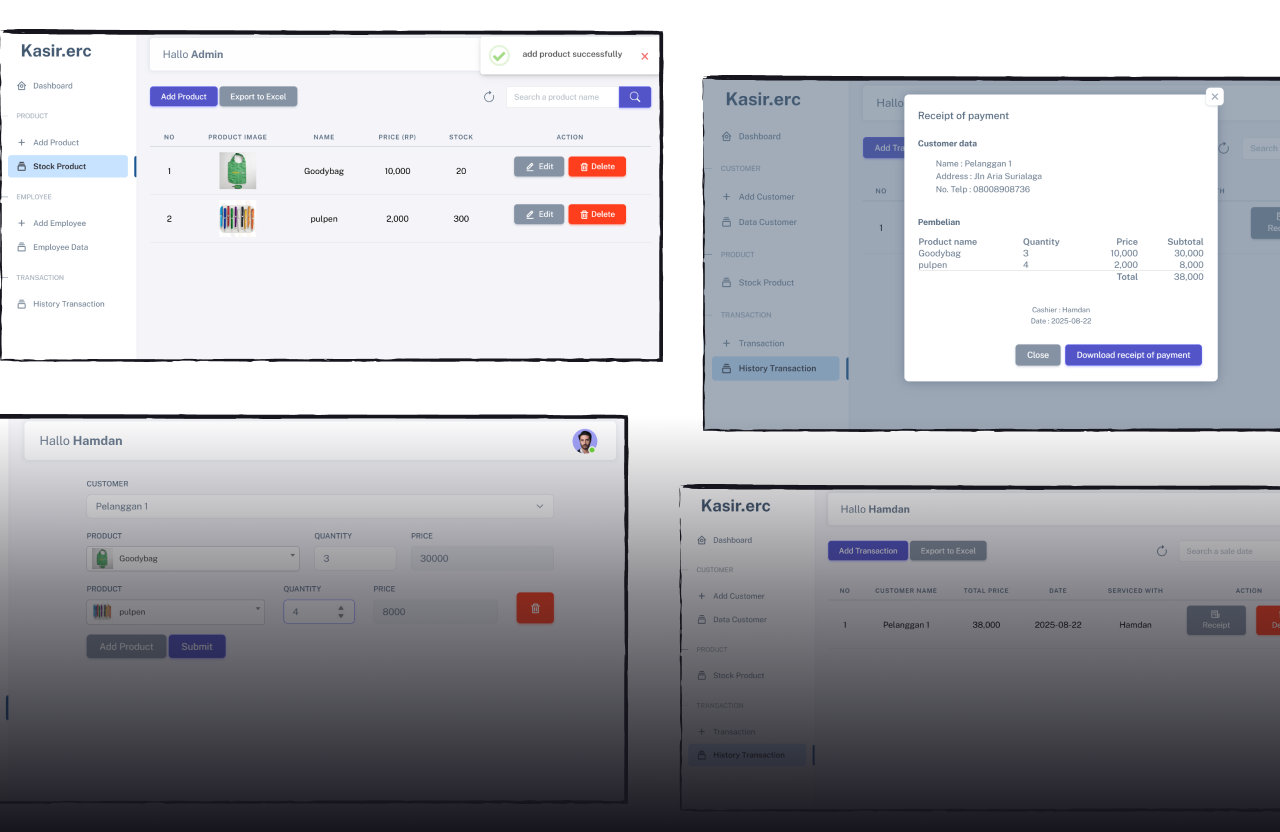 Kasir.erc
Hallo Admin
add product successfully
Dashboard
Add Product
Export to Excel
Search a product name
PRODUCT
NO PRODUCT IMAGE NAME PRICE (RP) STOCK ACTION
Add Product
Stock Product
1 Goodybag 10,000 20 Edit Delete
EMPLOYEE
2 pulpen 2,000 300 Edit Delete
Add Employee
Employee Data
TRANSACTION
History Transaction
Kasir.erc
Hallo
Dashboard
Add Tra
Search
CUSTOMER
NO
Add Customer
Data Customer
1
Rec
PRODUCT
Stock Product
TRANSACTION
Transaction
History Transaction
Receipt of payment
Customer data
Name : Pelanggan 1
Address : Jln Aria Surialaga
No. Telp : 08008908736
Pembelian
Product name Quantity Price Subtotal
Goodybag 3 10,000 30,000
pulpen 4 2,000 8,000
Total 38,000
Cashier : Hamdan
Date : 2025-08-22
Close
Download receipt of payment
Hallo Hamdan
CUSTOMER
Pelanggan 1
PRODUCT QUANTITY PRICE
Goodybag 3 30000
PRODUCT QUANTITY PRICE
pulpen 4 8000
Add Product Submit
Kasir.erc
Hallo Hamdan
Dashboard
Add Transaction
Export to Excel
Search a sale date
CUSTOMER
NO CUSTOMER NAME TOTAL PRICE DATE SERVICED WITH ACTION
Add Customer
Data Customer
1 Pelanggan 1 38,000 2025-08-22 Hamdan Receipt De
PRODUCT
Stock Product
TRANSACTION
Transaction
History Transaction